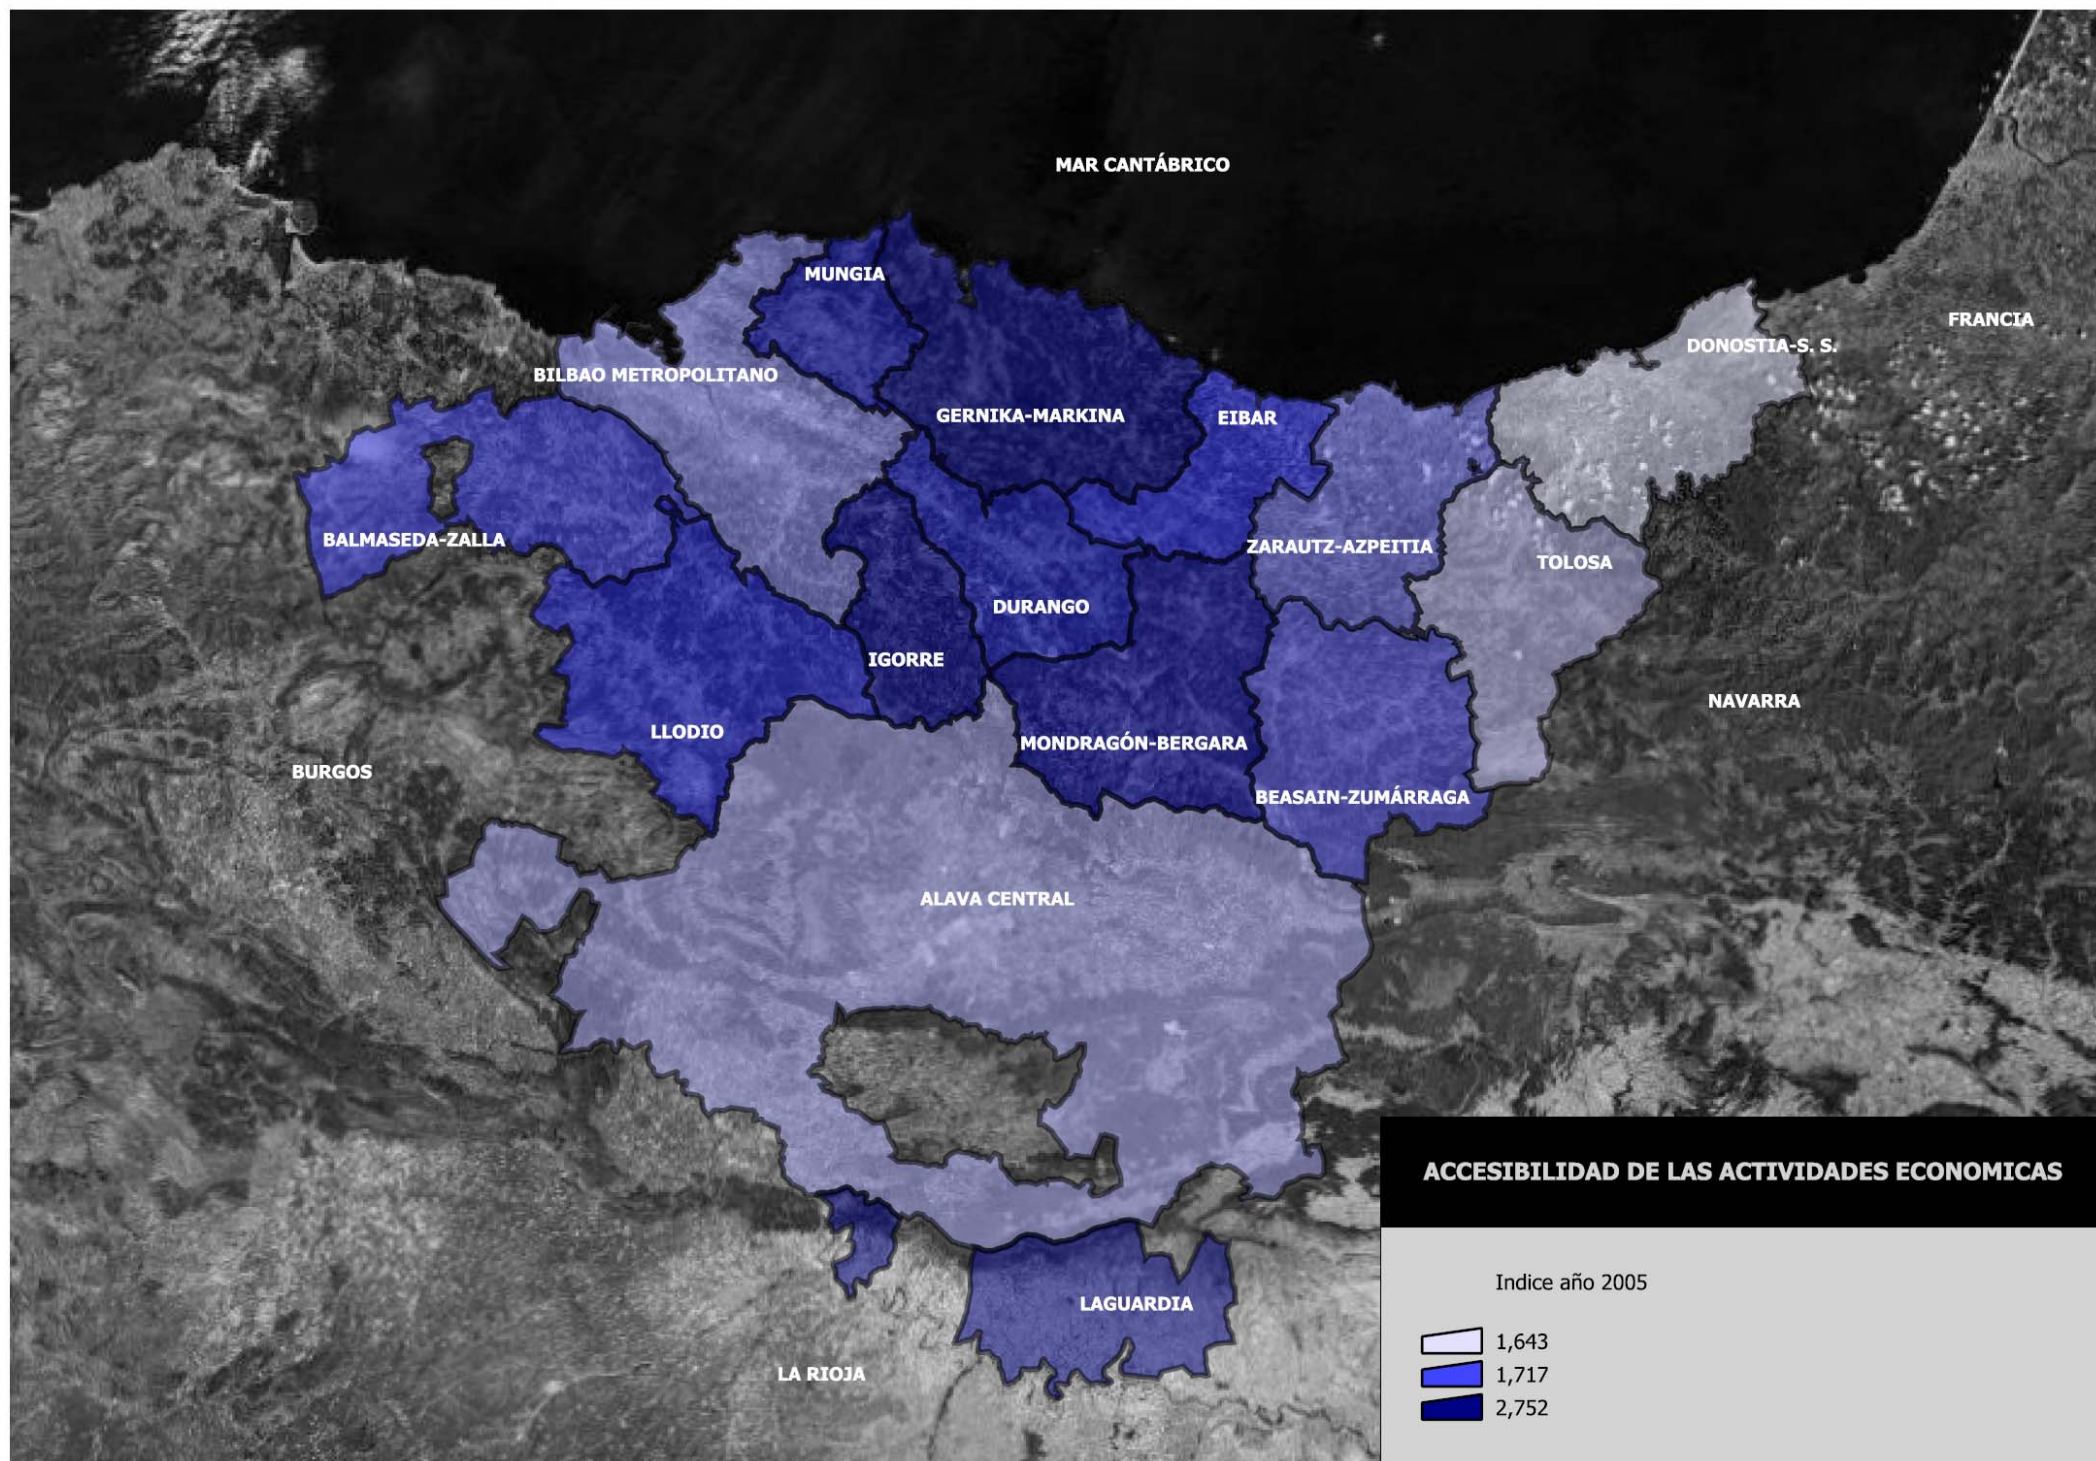 MAR CANTÁBRICO
MUNGIA
FRANCIA
DONOSTIA-S. S.
BILBAO METROPOLITANO
GERNIKA-MARKINA
EIBAR
BALMASEDA-ZALLA
ZARAUTZ-AZPEITIA
TOLOSA
DURANGO
IGORRE
NAVARRA
LLODIO
MONDRAGÓN-BERGARA
BURGOS
BEASAIN-ZUMÁRRAGA
ALAVA CENTRAL
LAGUARDIA
LA RIOJA
ACCESIBILIDAD DE LAS ACTIVIDADES ECONOMICAS
Indice año 2005
1,643
1,717
2,752